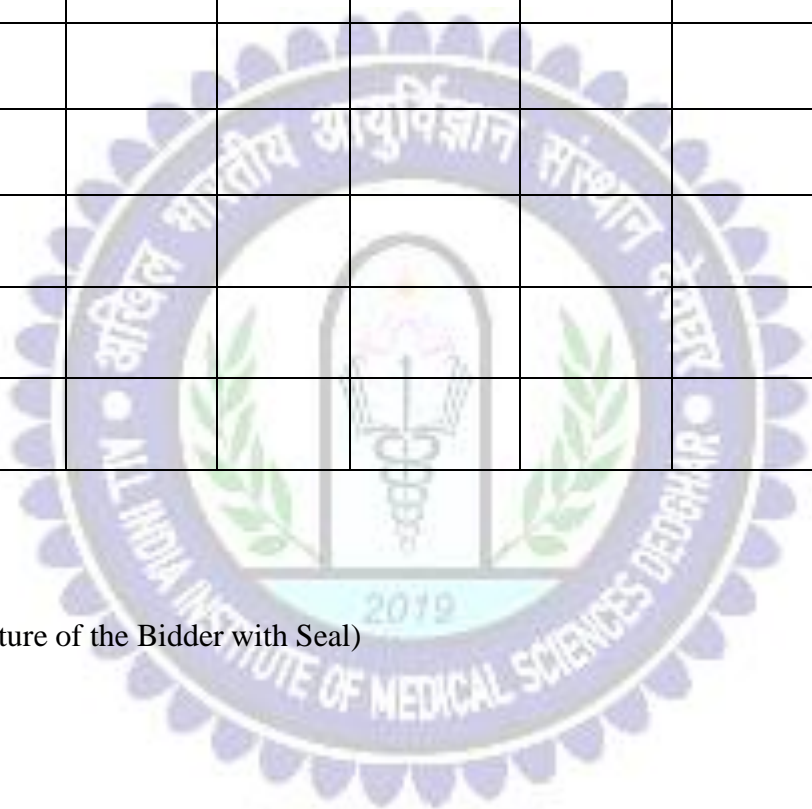 अखिल भारतीय आयुर्विज्ञान संस्थान देवघर
2019
ture of the Bidder with Seal)
ALL INDIA INSTITUTE OF MEDICAL SCIENCES DEOGHAR